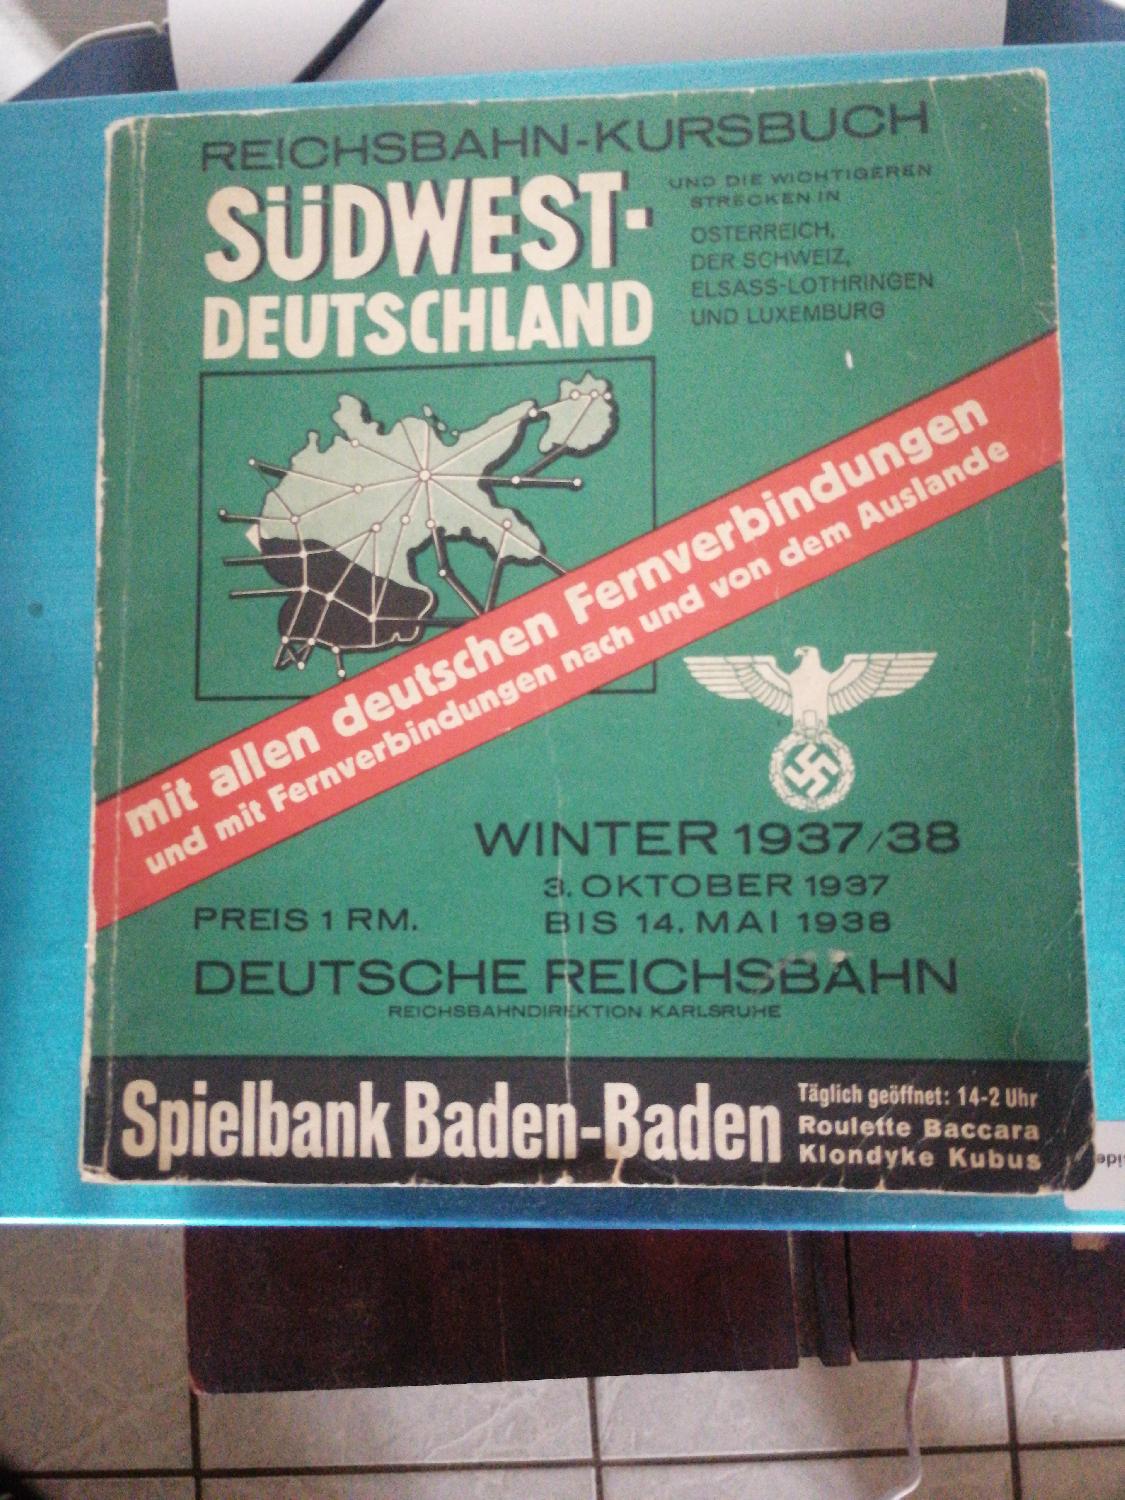 REICHSBAHN-KURSBUCH
SÜDWEST-
DEUTSCHLAND
UND DIE WICHTIGEREN
STRECKEN IN
ÖSTERREICH,
DER SCHWEIZ,
ELSASS-LOTHRINGEN
UND LUXEMBURG
mit allen deutschen Fernverbindungen
und mit Fernverbindungen nach und von dem Auslande
WINTER 1937/38
3. OKTOBER 1937
BIS 14. MAI 1938
PREIS 1 RM.
DEUTSCHE REICHSBAHN
REICHSBAHNDIREKTION KARLSRUHE
Spielbank Baden-Baden
Täglich geöffnet: 14-2 Uhr
Roulette Baccara
Klondyke Kubus